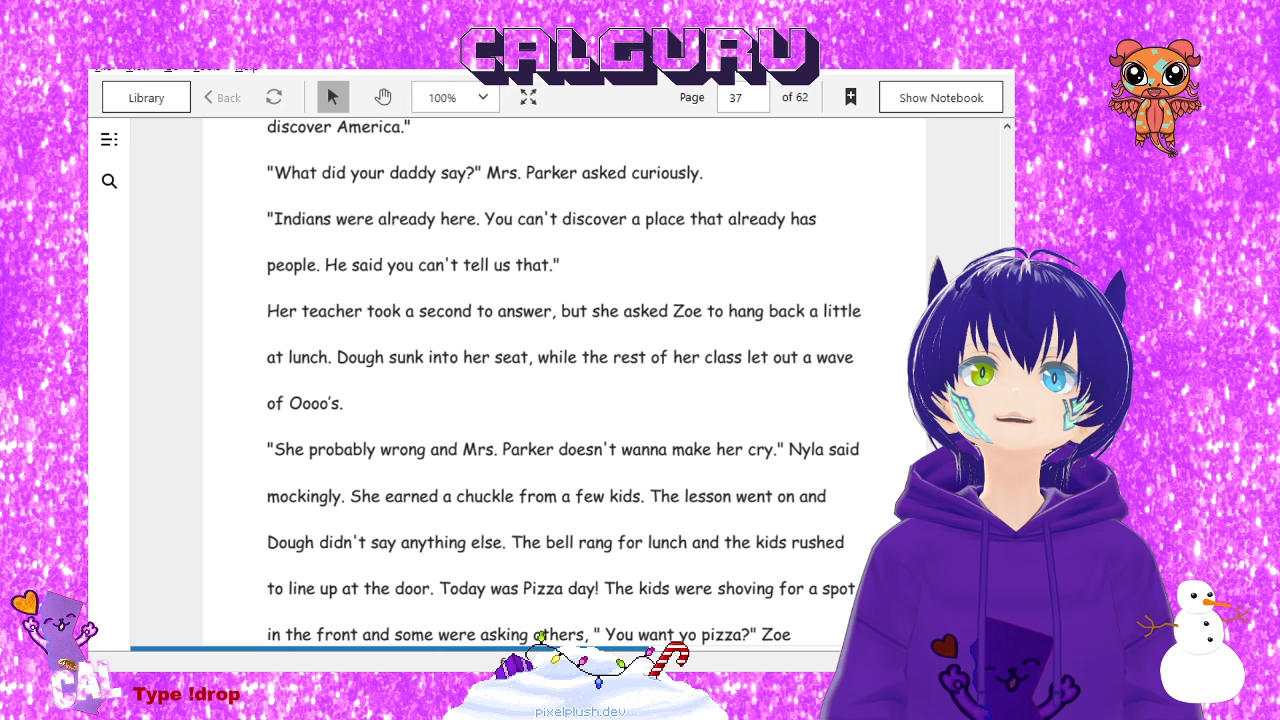 CALGURU
Library
Back
100%
Page
37
of 62
Show Notebook
discover America."
"What did your daddy say?" Mrs. Parker asked curiously.
"Indians were already here. You can't discover a place that already has
people. He said you can't tell us that."
Her teacher took a second to answer, but she asked Zoe to hang back a little
at lunch. Dough sunk into her seat, while the rest of her class let out a wave
of Oooo's.
"She probably wrong and Mrs. Parker doesn't wanna make her cry." Nyla said
mockingly. She earned a chuckle from a few kids. The lesson went on and
Dough didn't say anything else. The bell rang for lunch and the kids rushed
to line up at the door. Today was Pizza day! The kids were shoving for a spot
in the front and some were asking others, " You want yo pizza?" Zoe
CAL
Type !drop
pixelplush.dev